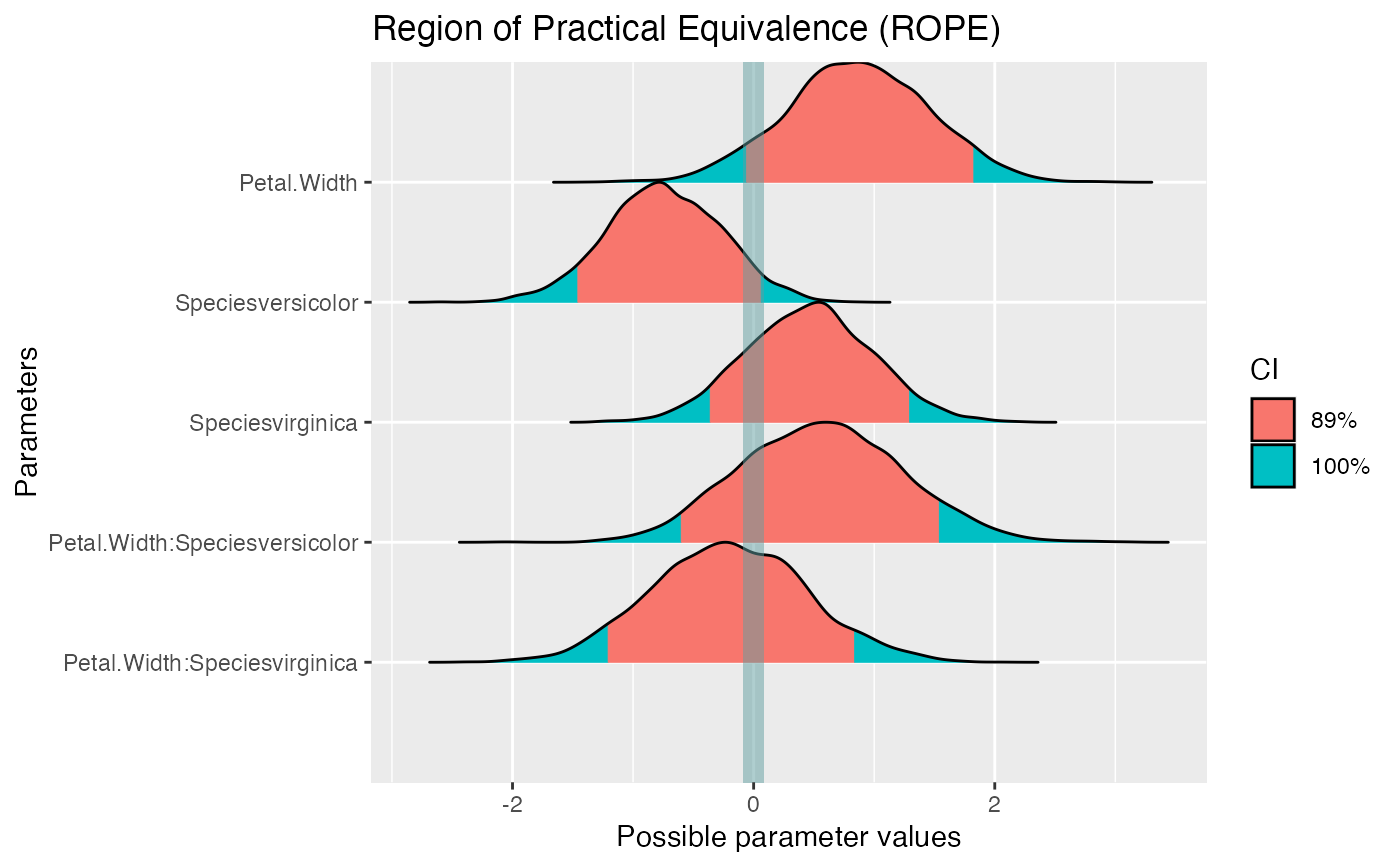 Region of Practical Equivalence (ROPE)
Parameters
Petal.Width
Speciesversicolor
Speciesvirginica
Petal.Width:Speciesversicolor
Petal.Width:Speciesvirginica
-2 0 2
Possible parameter values
CI
89%
100%